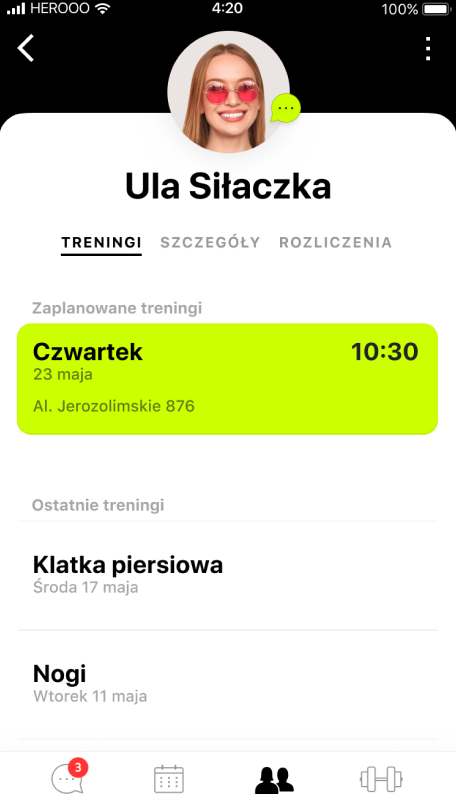 HEROOO 4:20 100%
Ula Siłaczka
TRENINGI SZCZEGÓŁY ROZLICZENIA
Zaplanowane treningi
Czwartek 10:30
23 maja
Al. Jerozolimskie 876
Ostatnie treningi
Klatka piersiowa
Środa 17 maja
Nogi
Wtorek 11 maja
3